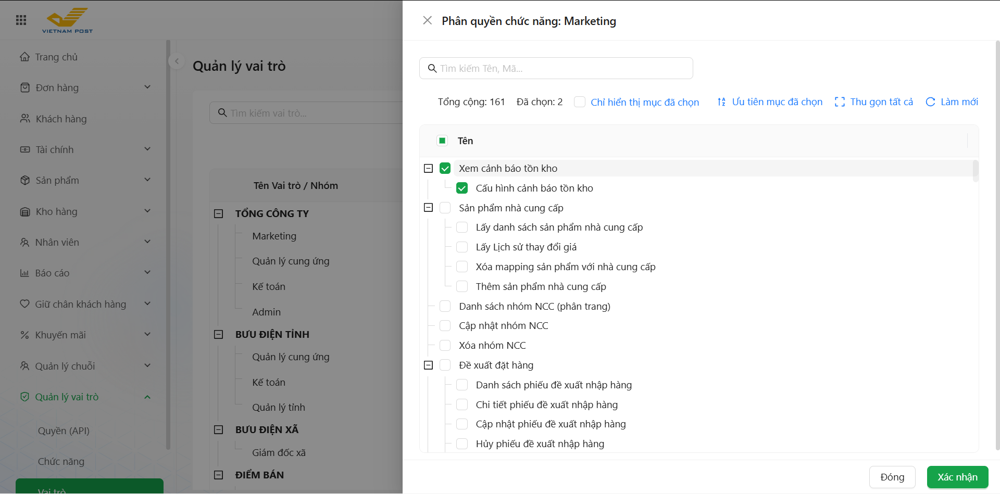 VIETNAM POST
Trang chủ
Đơn hàng
Khách hàng
Tài chính
Sản phẩm
Kho hàng
Nhân viên
Báo cáo
Giữ chân khách hàng
Khuyến mãi
Quản lý chuỗi
Quản lý vai trò
Quyền (API)
Chức năng
Vai trò
Quản lý vai trò
Tìm kiếm vai trò...
Tên Vai trò / Nhóm
TỔNG CÔNG TY
Marketing
Quản lý cung ứng
Kế toán
Admin
BƯU ĐIỆN TỈNH
Quản lý cung ứng
Kế toán
Quản lý tỉnh
BƯU ĐIỆN XÃ
Giám đốc xã
ĐIỂM BÁN
Phân quyền chức năng: Marketing
Tìm kiếm Tên, Mã...
Tổng cộng: 161 Đã chọn: 2 Chỉ hiển thị mục đã chọn Ưu tiên mục đã chọn Thu gọn tất cả Làm mới
Tên
Xem cảnh báo tồn kho
Cấu hình cảnh báo tồn kho
Sản phẩm nhà cung cấp
Lấy danh sách sản phẩm nhà cung cấp
Lấy Lịch sử thay đổi giá
Xóa mapping sản phẩm với nhà cung cấp
Thêm sản phẩm nhà cung cấp
Danh sách nhóm NCC (phân trang)
Cập nhật nhóm NCC
Xóa nhóm NCC
Đề xuất đặt hàng
Danh sách phiếu đề xuất nhập hàng
Chi tiết phiếu đề xuất nhập hàng
Cập nhật phiếu đề xuất nhập hàng
Hủy phiếu đề xuất nhập hàng
Đóng Xác nhận